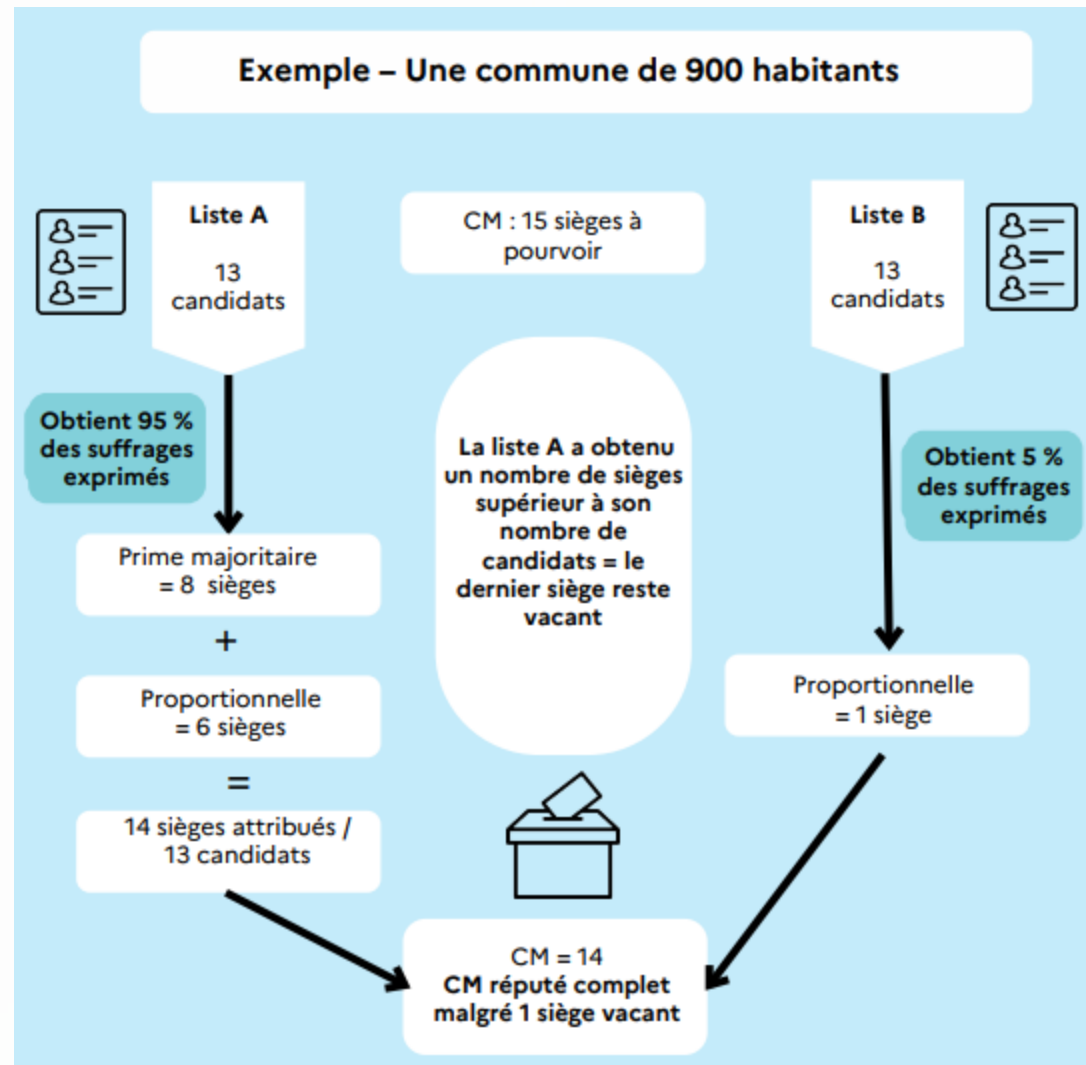 Exemple – Une commune de 900 habitants
Liste A
13
candidats
CM : 15 sièges à
pourvoir
Liste B
13
candidats
Obtient 95 %
des suffrages
exprimés
La liste A a obtenu
un nombre de sièges
supérieur à son
nombre de
candidats = le
dernier siège reste
vacant
Obtient 5 %
des suffrages
exprimés
Prime majoritaire
= 8 sièges
+
Proportionnelle
= 6 sièges
=
14 sièges attribués /
13 candidats
Proportionnelle
= 1 siège
CM = 14
CM réputé complet
malgré 1 siège vacant